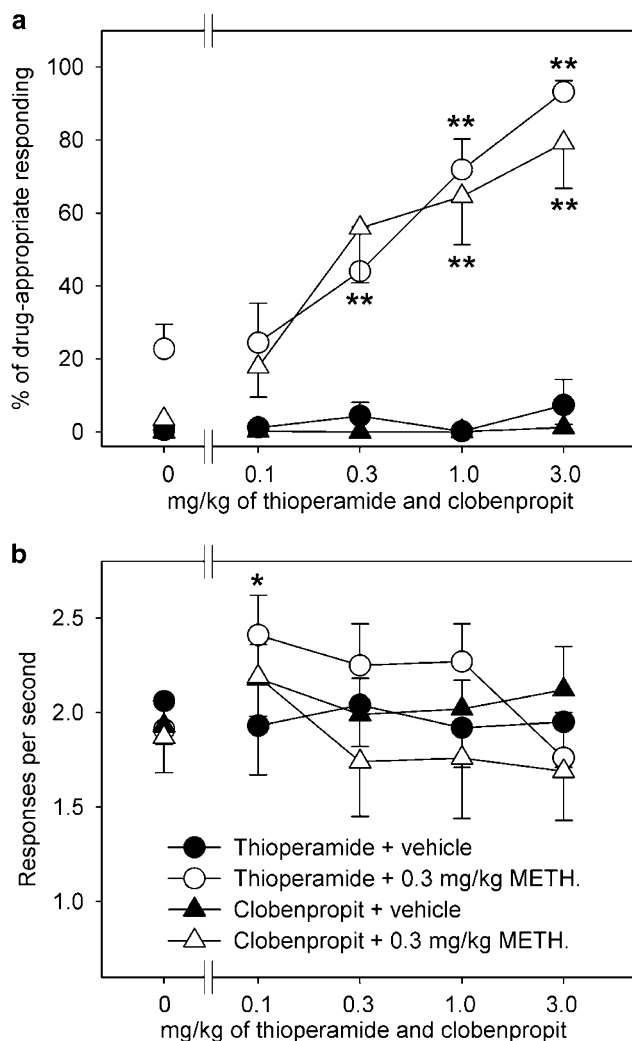 a
% of drug-appropriate responding
100
80
60
40
20
0
**
**
**
**
**
0
0.1
0.3
1.0
3.0
mg/kg of thioperamide and clobenpropit
b
Responses per second
2.5
2.0
1.5
1.0
*
Thioperamide + vehicle
Thioperamide + 0.3 mg/kg METH.
Clobenpropit + vehicle
Clobenpropit + 0.3 mg/kg METH.
0
0.1
0.3
1.0
3.0
mg/kg of thioperamide and clobenpropit